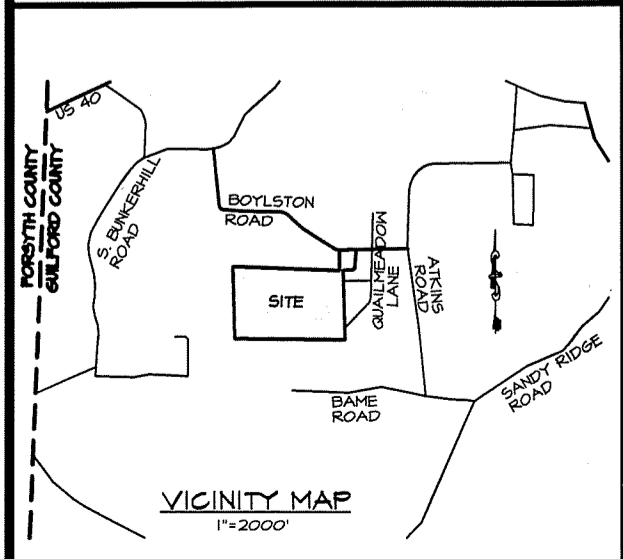 US 40
FORSYTH COUNTY
GUILFORD COUNTY
S. BUNKERHILL
ROAD
BOYLSTON
ROAD
QUAILMEADOW
LANE
ATKINS
ROAD
SITE
SANDY RIDGE
ROAD
BAME
ROAD
VICINITY MAP
1"=2000'